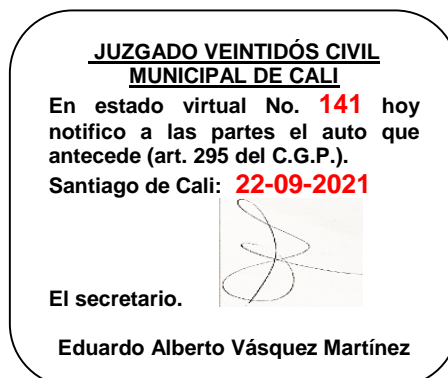 JUZGADO VEINTIDÓS CIVIL
MUNICIPAL DE CALI
En estado virtual No. 141 hoy
notifico a las partes el auto que
antecede (art. 295 del C.G.P.).
Santiago de Cali: 22-09-2021
El secretario.
Eduardo Alberto Vásquez Martínez